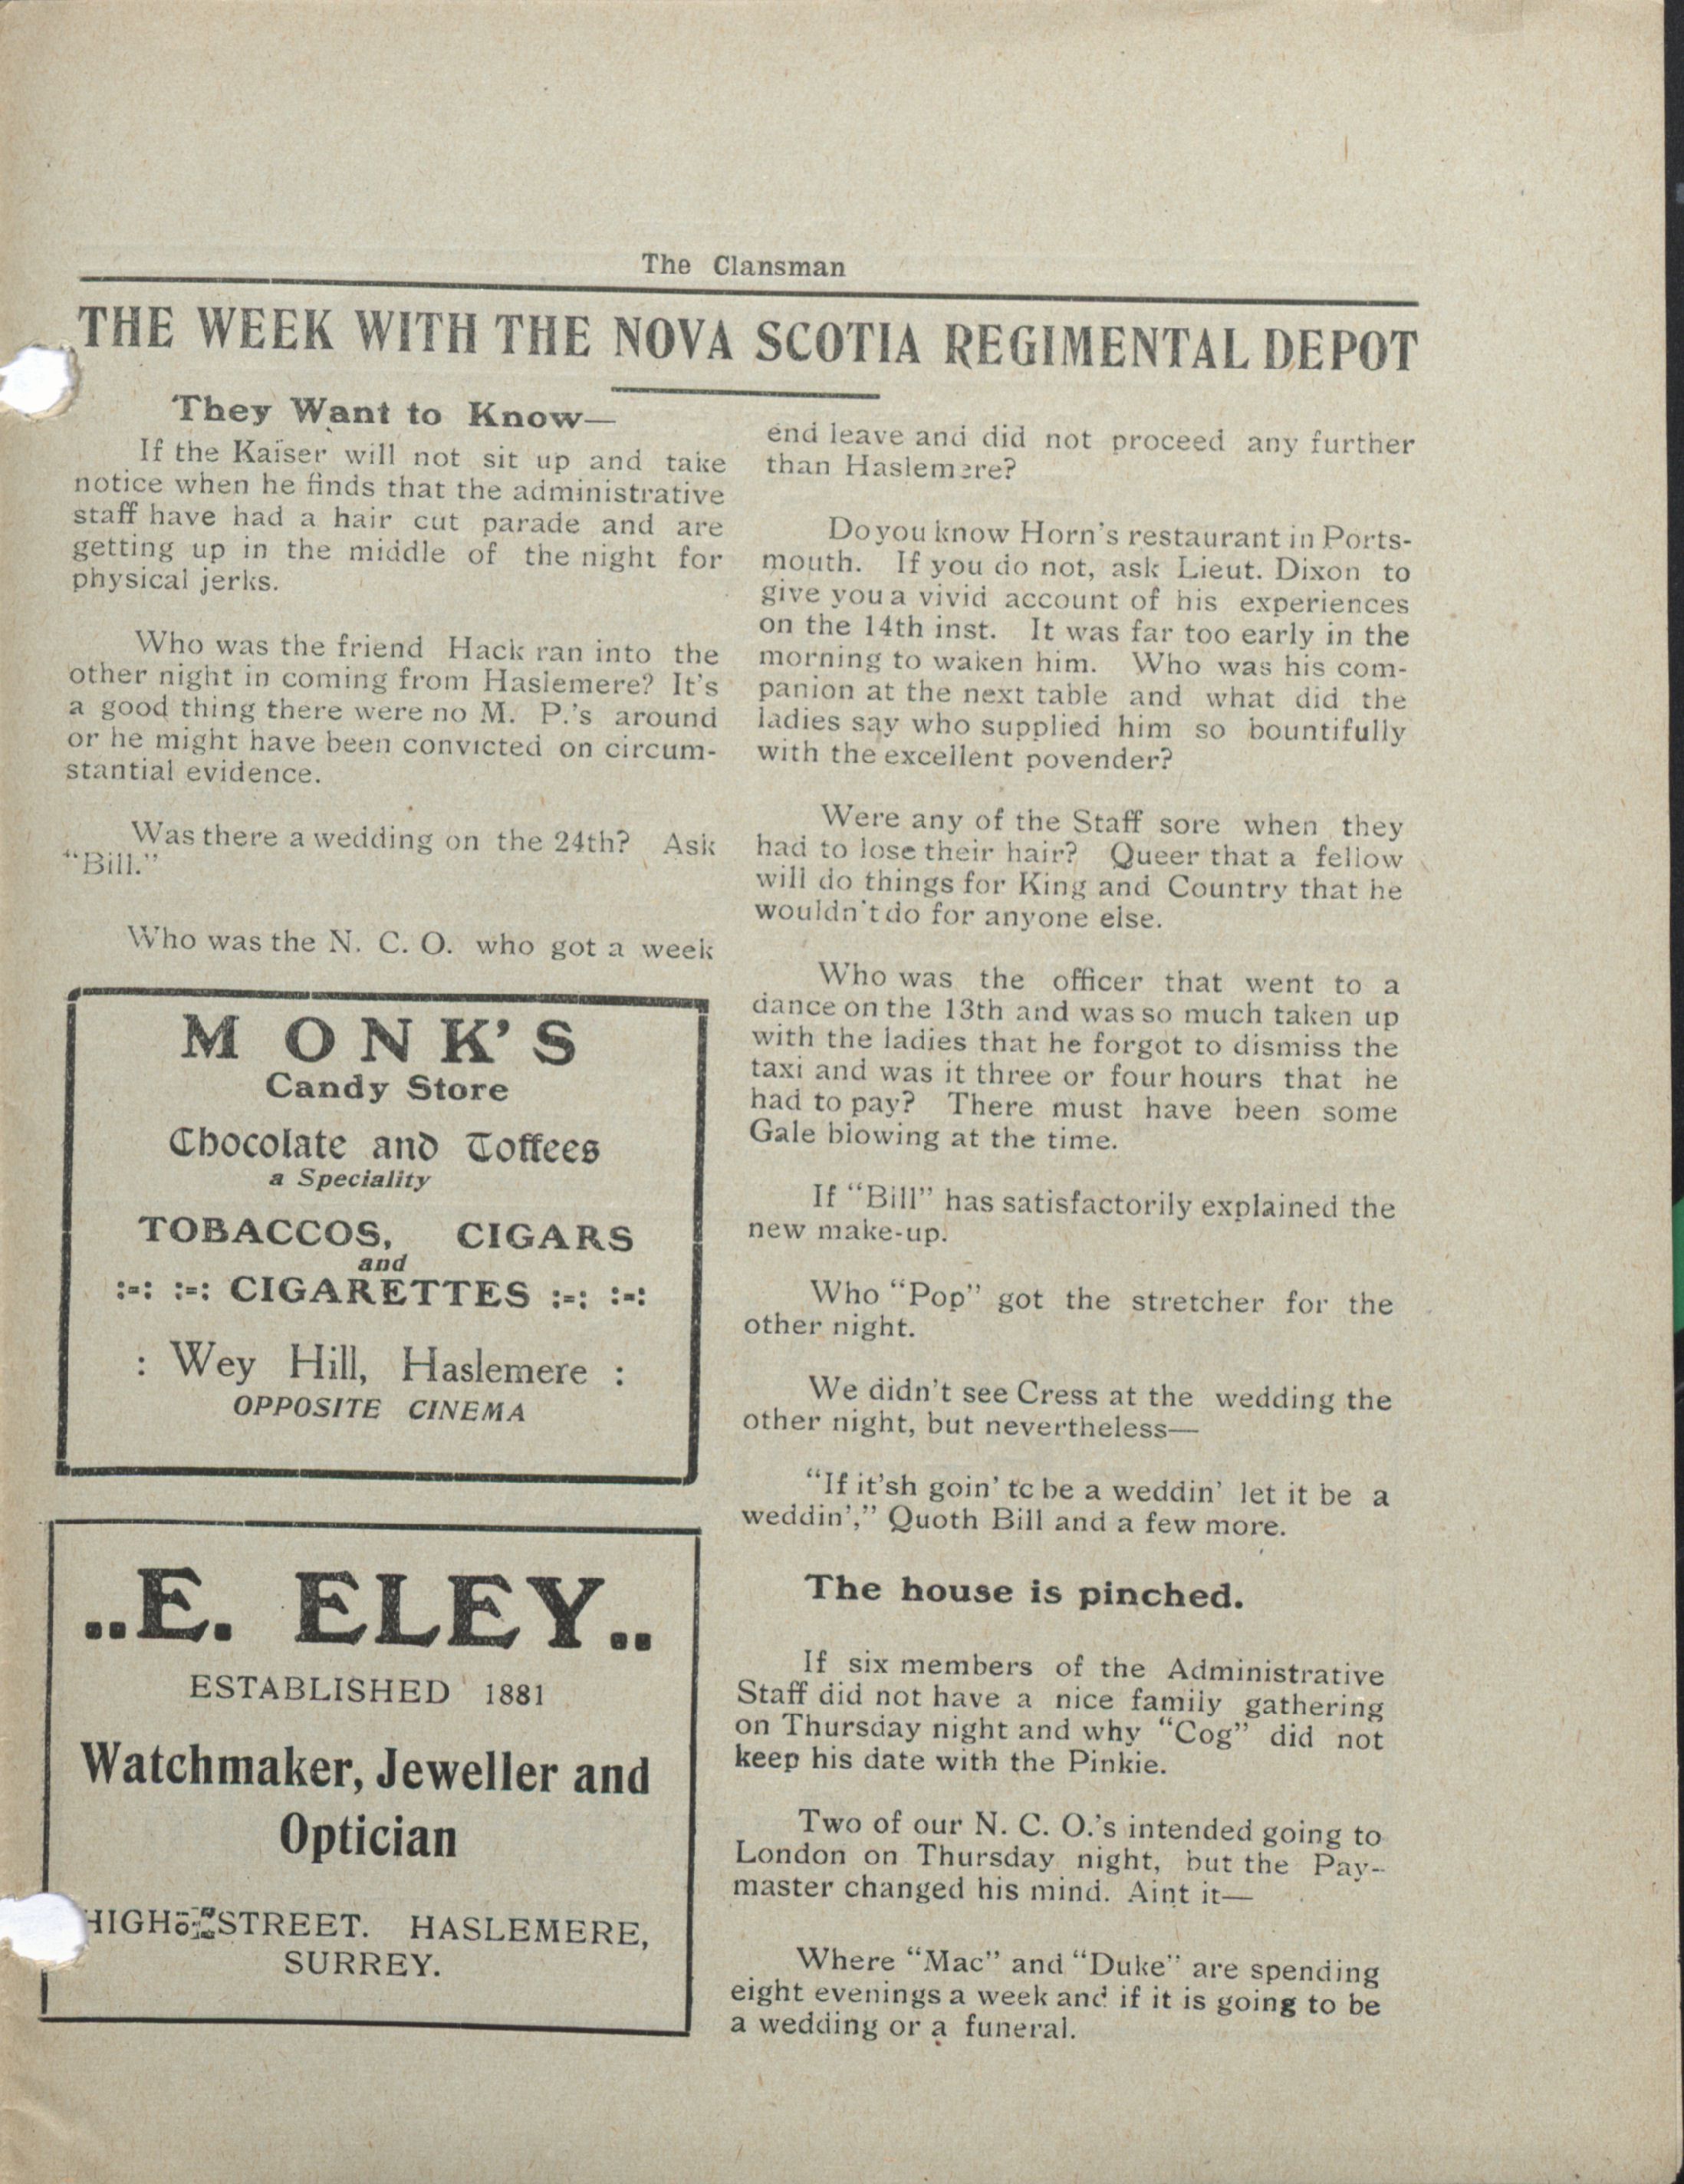 The Clansman
THE WEEK WITH THE NOVA SCOTIA REGIMENTAL DEPOT
They Want to Know—
If the Kaiser will not sit up and take
notice when he finds that the administrative
staff have had a hair cut parade and are
getting up in the middle of the night for
physical jerks.
Who was the friend Hack ran into the
other night in coming from Haslemere? It's
a good thing there were no M. P.'s around
or he might have been convicted on circum-
stantial evidence.
Was there a wedding on the 24th? Ask
"Bill."
Who was the N. C. O. who got a week
end leave and did not proceed any further
than Haslemere?
Do you know Horn's restaurant in Ports-
mouth. If you do not, ask Lieut. Dixon to
give you a vivid account of his experiences
on the 14th inst. It was far too early in the
morning to waken him. Who was his com-
panion at the next table and what did the
ladies say who supplied him so bountifully
with the excellent povender?
Were any of the Staff sore when they
had to lose their hair? Queer that a fellow
will do things for King and Country that he
wouldn't do for anyone else.
Who was the officer that went to a
dance on the 13th and was so much taken up
with the ladies that he forgot to dismiss the
taxi and was it three or four hours that he
had to pay? There must have been some
Gale blowing at the time.
If "Bill" has satisfactorily explained the
new make-up.
Who "Pop" got the stretcher for the
other night.
We didn't see Cress at the wedding the
other night, but nevertheless—
"If it'sh goin' tc be a weddin' let it be a
weddin'," Quoth Bill and a few more.
The house is pinched.
If six members of the Administrative
Staff did not have a nice family gathering
on Thursday night and why "Cog" did not
keep his date with the Pinkie.
Two of our N. C. O.'s intended going to
London on Thursday night, but the Pay-
master changed his mind. Aint it—
Where "Mac" and "Duke" are spending
eight evenings a week and if it is going to be
a wedding or a funeral.
MONK'S
Candy Store
Chocolate and Toffees
a Speciality
TOBACCOS, CIGARS
and
:-: :-: CIGARETTES :-: :-:
: Wey Hill, Haslemere :
OPPOSITE CINEMA
..E. ELEY..
ESTABLISHED 1881
Watchmaker, Jeweller and
Optician
HIGH STREET. HASLEMERE,
SURREY.